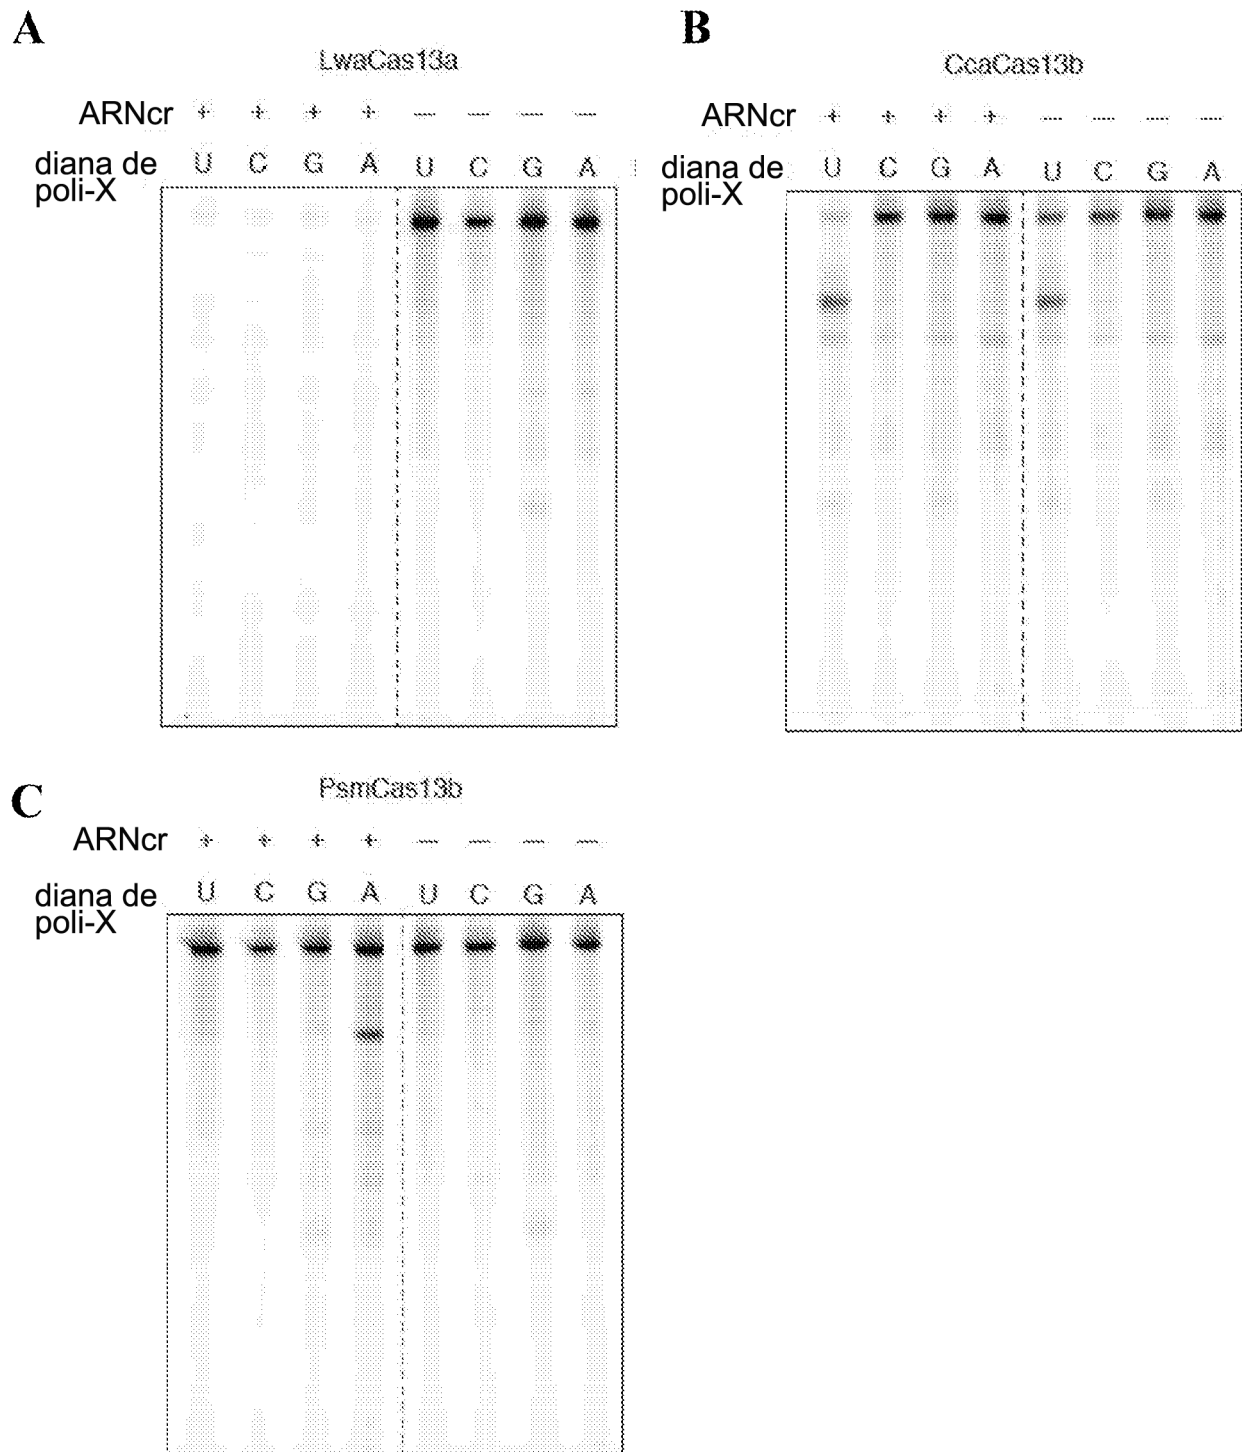 A
LwaCas13a
ARNcr + + + + — — — —
diana de poli-X U C G A U C G A
B
CcaCas13b
ARNcr + + + + — — — —
diana de poli-X U C G A U C G A
C
PsmCas13b
ARNcr + + + + — — — —
diana de poli-X U C G A U C G A